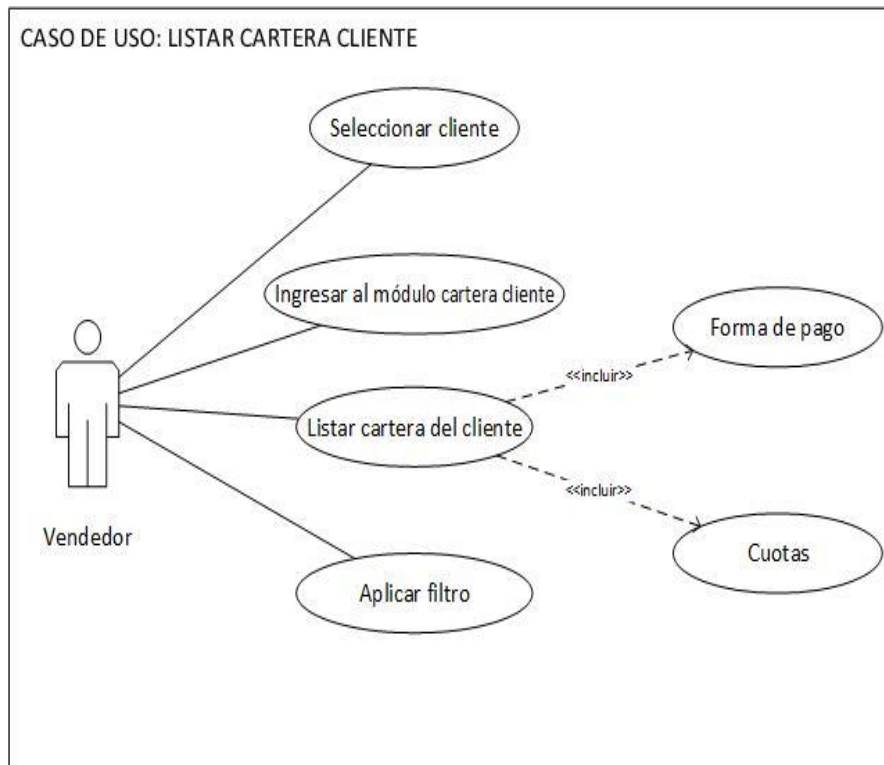 CASO DE USO: LISTAR CARTERA CLIENTE
Seleccionar cliente
Ingresar al módulo cartera cliente
Forma de pago
<<incluir>>
Listar cartera del cliente
<<incluir>>
Vendedor
Cuotas
Aplicar filtro